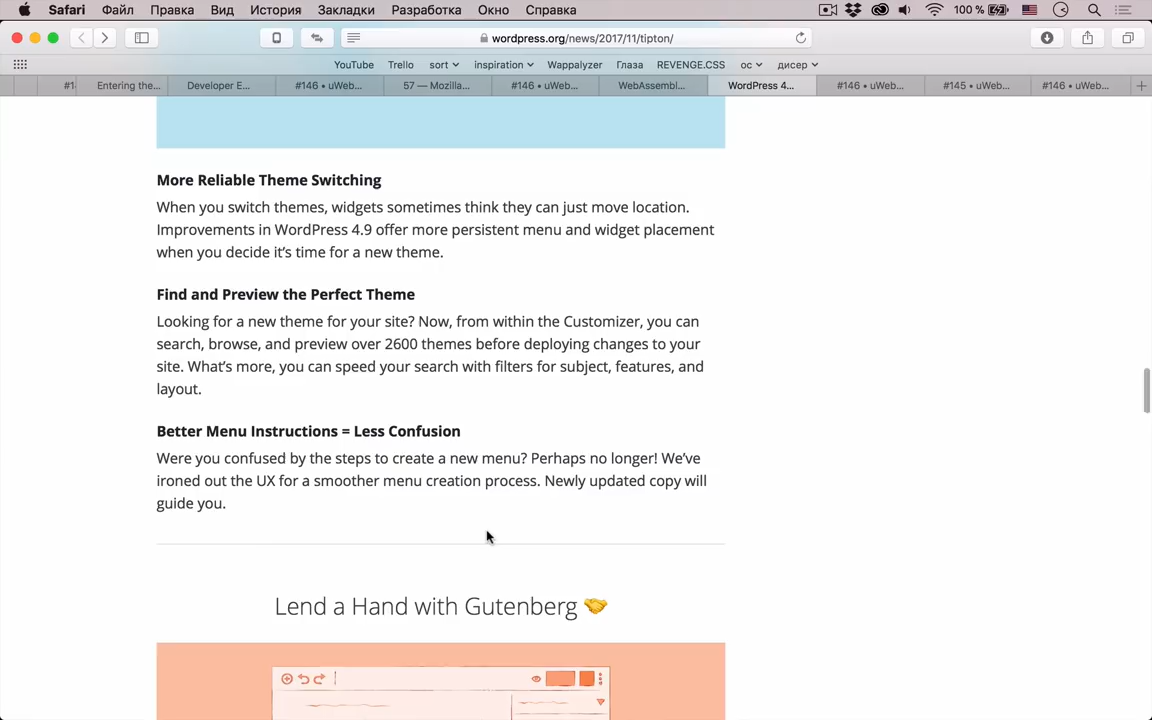 Safari Файл Правка Вид История Закладки Разработка Окно Справка 100 %
wordpress.org/news/2017/11/tipton/
YouTube Trello sort inspiration Wappalyzer Глаза REVENGE.CSS ос дисер
#1 Entering the... Developer E... #146 • uWeb... 57 — Mozilla... #146 • uWeb... WebAssembl... WordPress 4... #146 • uWeb... #145 • uWeb... #146 • uWeb...
More Reliable Theme Switching
When you switch themes, widgets sometimes think they can just move location.
Improvements in WordPress 4.9 offer more persistent menu and widget placement
when you decide it’s time for a new theme.
Find and Preview the Perfect Theme
Looking for a new theme for your site? Now, from within the Customizer, you can
search, browse, and preview over 2600 themes before deploying changes to your
site. What’s more, you can speed your search with filters for subject, features, and
layout.
Better Menu Instructions = Less Confusion
Were you confused by the steps to create a new menu? Perhaps no longer! We’ve
ironed out the UX for a smoother menu creation process. Newly updated copy will
guide you.
Lend a Hand with Gutenberg 🤝